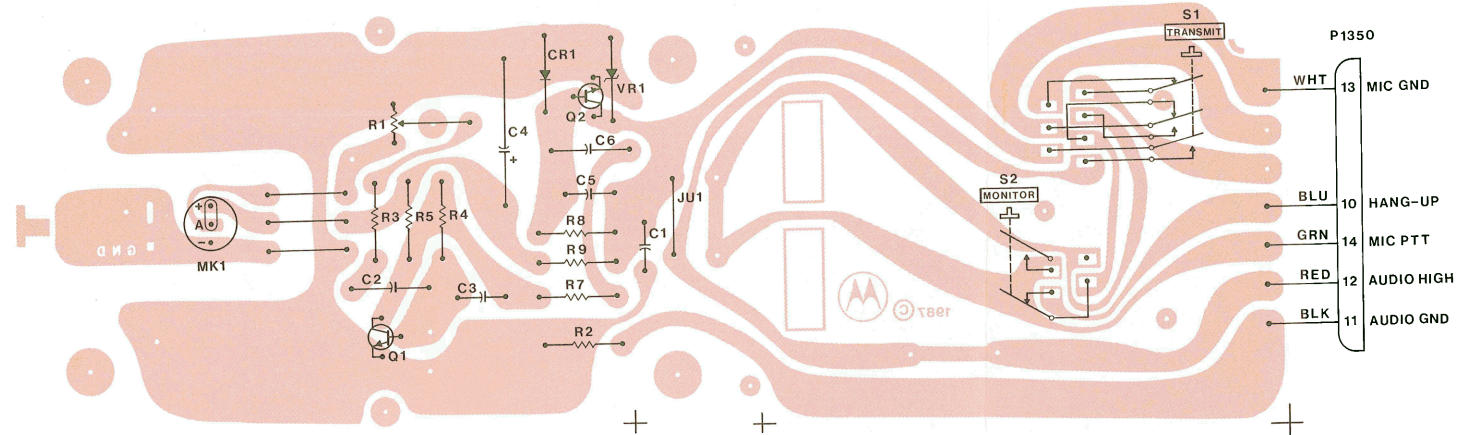 S1
TRANSMIT
P1350
CR1
VR1
Q2
WHT 13 MIC GND
R1
C4
+
C6
C5
JU1
S2
MONITOR
BLU 10 HANG-UP
+
A
−
MK1
GND
R3
R5
R4
R8
C1
GRN 14 MIC PTT
R9
C2
C3
R7
RED 12 AUDIO HIGH
© 1987
BLK 11 AUDIO GND
R2
Q1